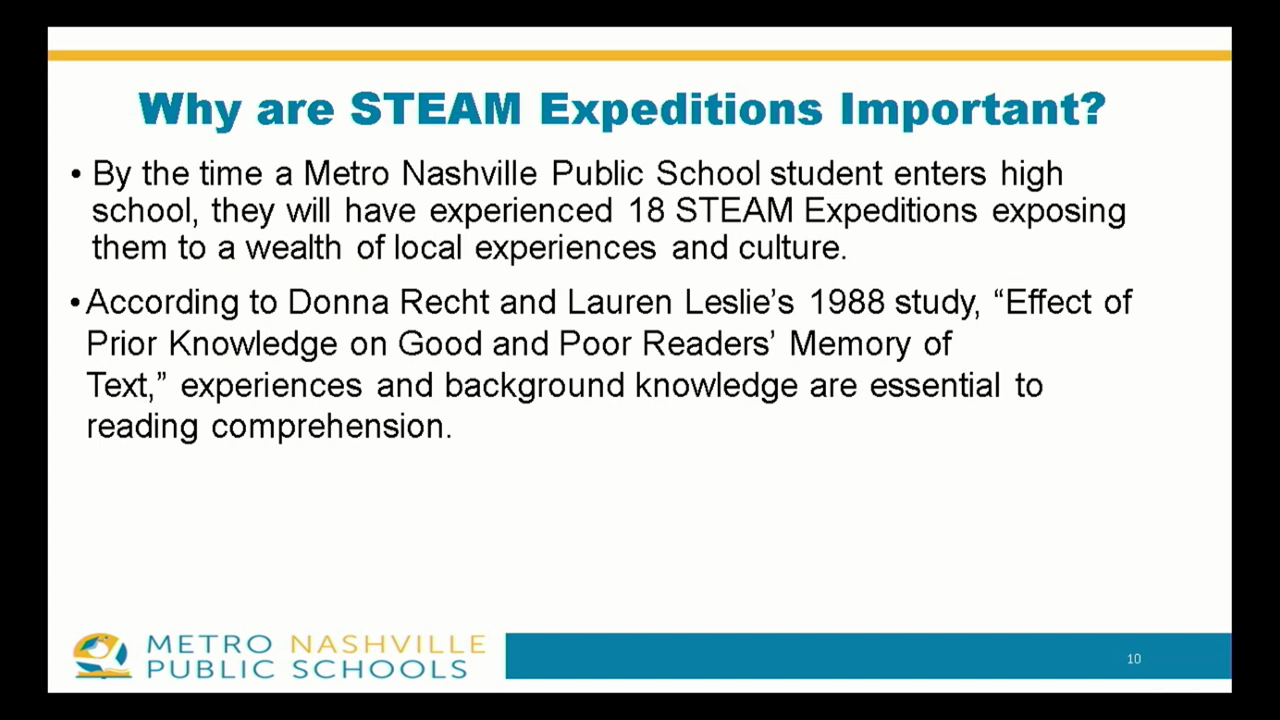 Why are STEAM Expeditions Important?
• By the time a Metro Nashville Public School student enters high
school, they will have experienced 18 STEAM Expeditions exposing
them to a wealth of local experiences and culture.
• According to Donna Recht and Lauren Leslie’s 1988 study, “Effect of
Prior Knowledge on Good and Poor Readers’ Memory of
Text,” experiences and background knowledge are essential to
reading comprehension.
METRO NASHVILLE
PUBLIC SCHOOLS
10